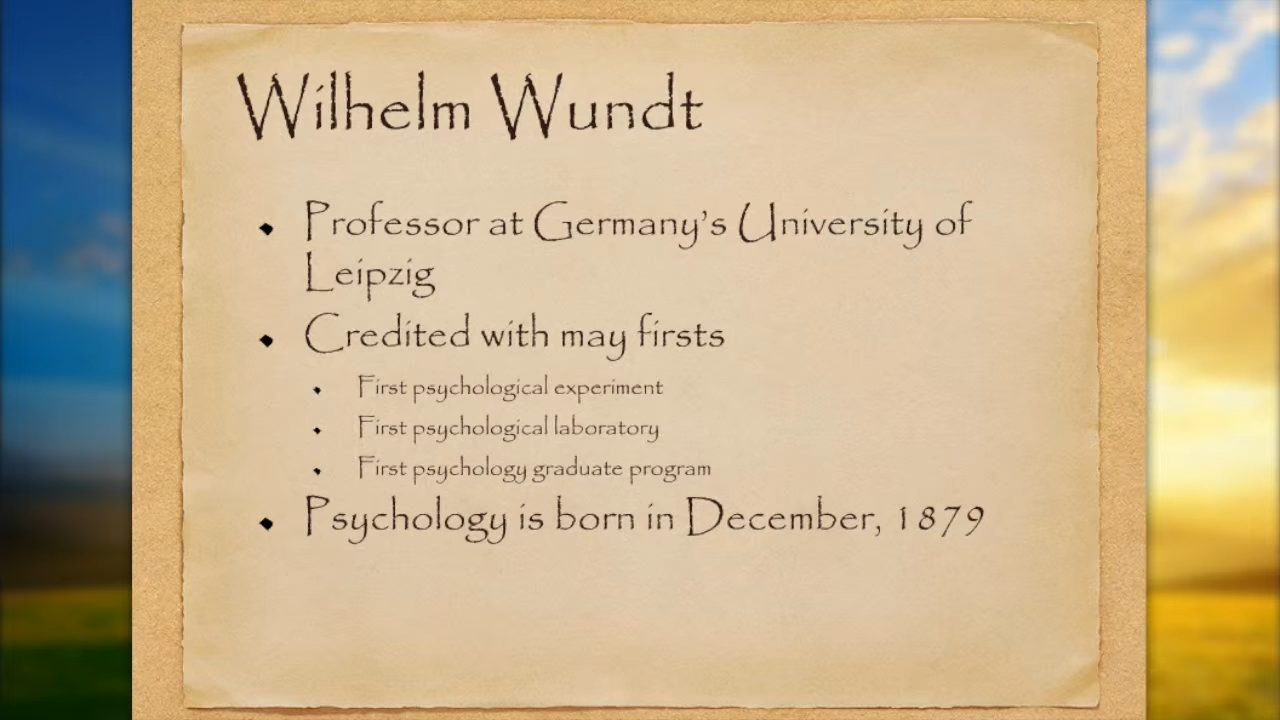 Wilhelm Wundt
Professor at Germany's University of
Leipzig
Credited with may firsts
First psychological experiment
First psychological laboratory
First psychology graduate program
Psychology is born in December, 1879